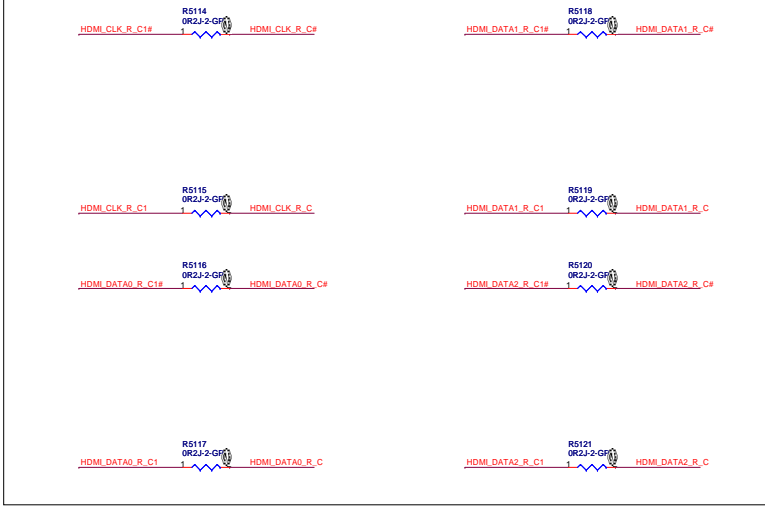 R5114
0R2J-2-GP
HDMI_CLK_R_C1# 1 HDMI_CLK_R_C#
R5118
0R2J-2-GP
HDMI_DATA1_R_C1# 1 HDMI_DATA1_R_C#
R5115
0R2J-2-GP
HDMI_CLK_R_C1 1 HDMI_CLK_R_C
R5119
0R2J-2-GP
HDMI_DATA1_R_C1 1 HDMI_DATA1_R_C
R5116
0R2J-2-GP
HDMI_DATA0_R_C1# 1 HDMI_DATA0_R_C#
R5120
0R2J-2-GP
HDMI_DATA2_R_C1# 1 HDMI_DATA2_R_C#
R5117
0R2J-2-GP
HDMI_DATA0_R_C1 1 HDMI_DATA0_R_C
R5121
0R2J-2-GP
HDMI_DATA2_R_C1 1 HDMI_DATA2_R_C